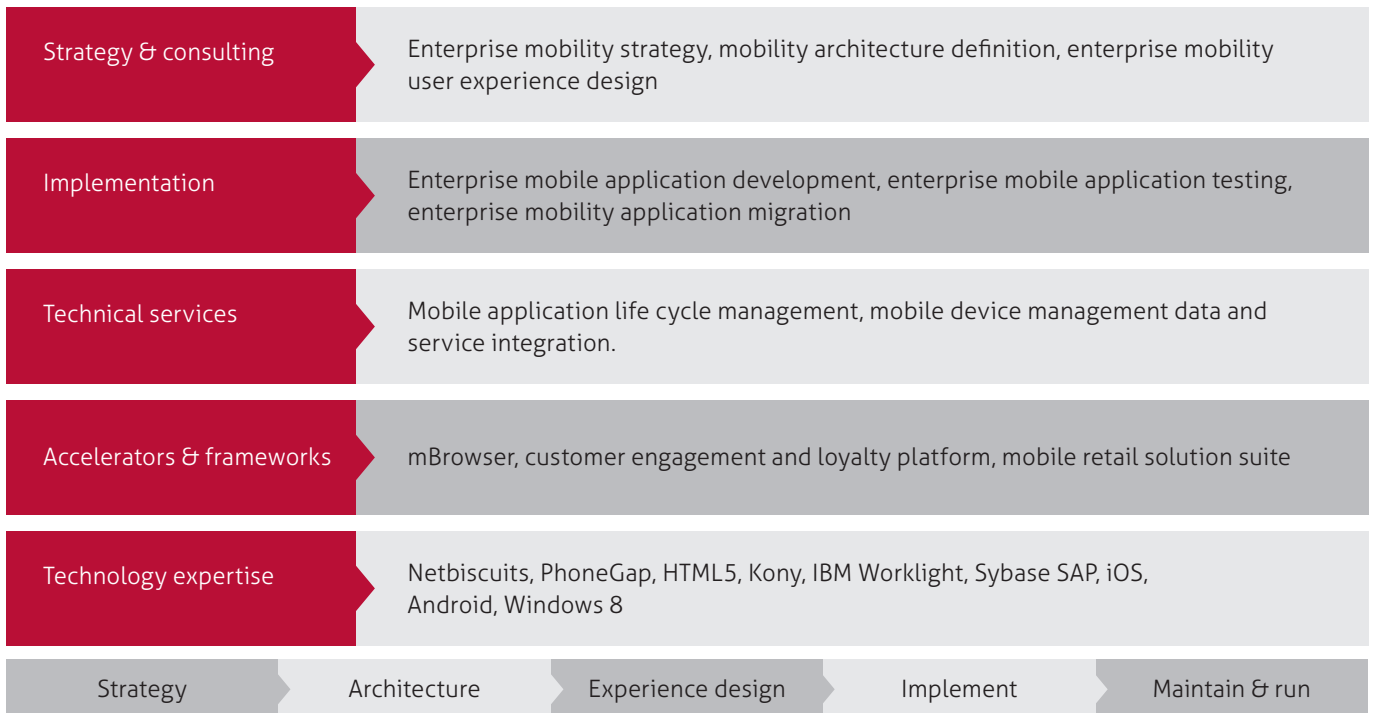 Strategy & consulting
Enterprise mobility strategy, mobility architecture definition, enterprise mobility
user experience design
Implementation
Enterprise mobile application development, enterprise mobile application testing,
enterprise mobility application migration
Technical services
Mobile application life cycle management, mobile device management data and
service integration.
Accelerators & frameworks
mBrowser, customer engagement and loyalty platform, mobile retail solution suite
Technology expertise
Netbiscuits, PhoneGap, HTML5, Kony, IBM Worklight, Sybase SAP, iOS,
Android, Windows 8
Strategy
Architecture
Experience design
Implement
Maintain & run